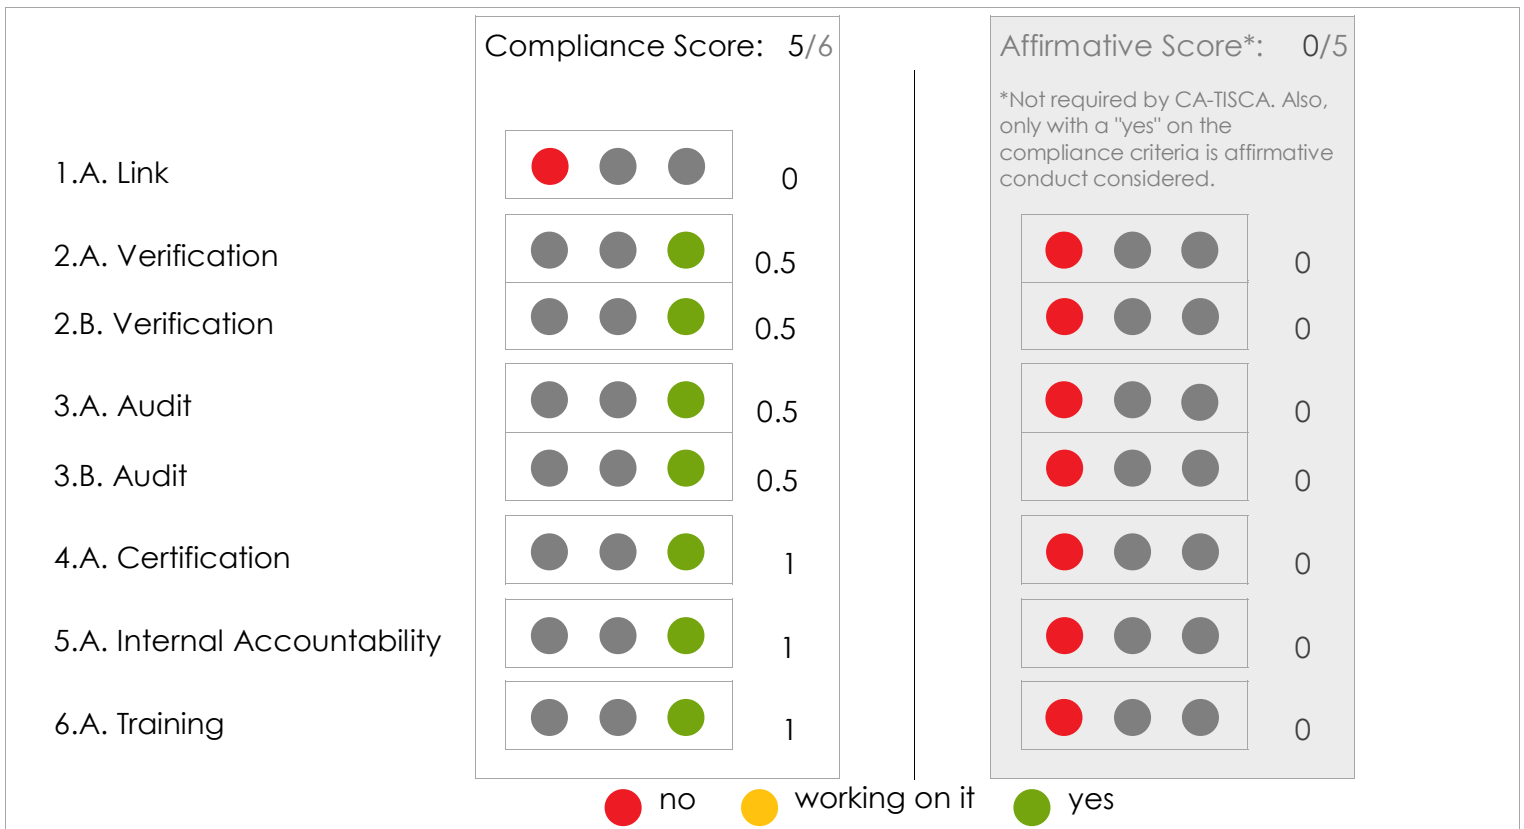 Compliance Score: 5/6
Affirmative Score*: 0/5
*Not required by CA-TISCA. Also,
only with a "yes" on the
compliance criteria is affirmative
conduct considered.
1.A. Link 0
2.A. Verification 0.5 0
2.B. Verification 0.5 0
3.A. Audit 0.5 0
3.B. Audit 0.5 0
4.A. Certification 1 0
5.A. Internal Accountability 1 0
6.A. Training 1 0
no working on it yes